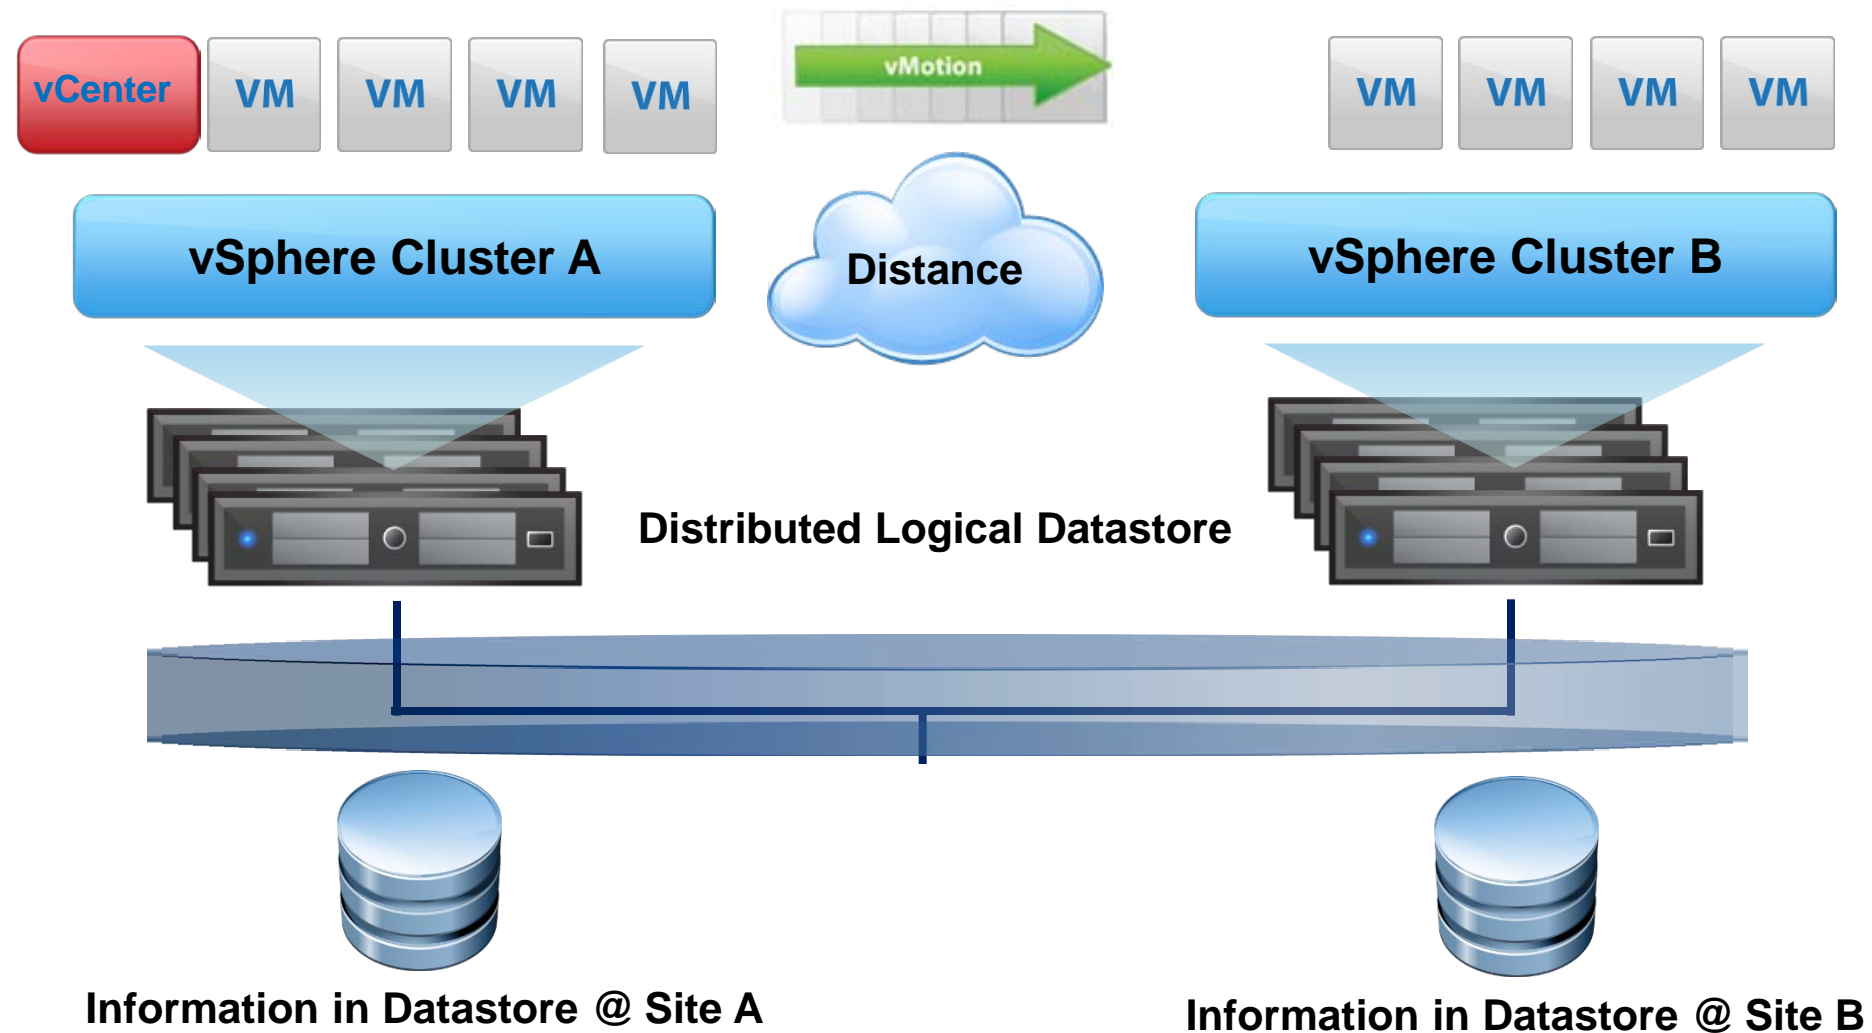 vCenter VM VM VM VM vMotion VM VM VM VM
vSphere Cluster A Distance vSphere Cluster B
Distributed Logical Datastore
Information in Datastore @ Site A
Information in Datastore @ Site B